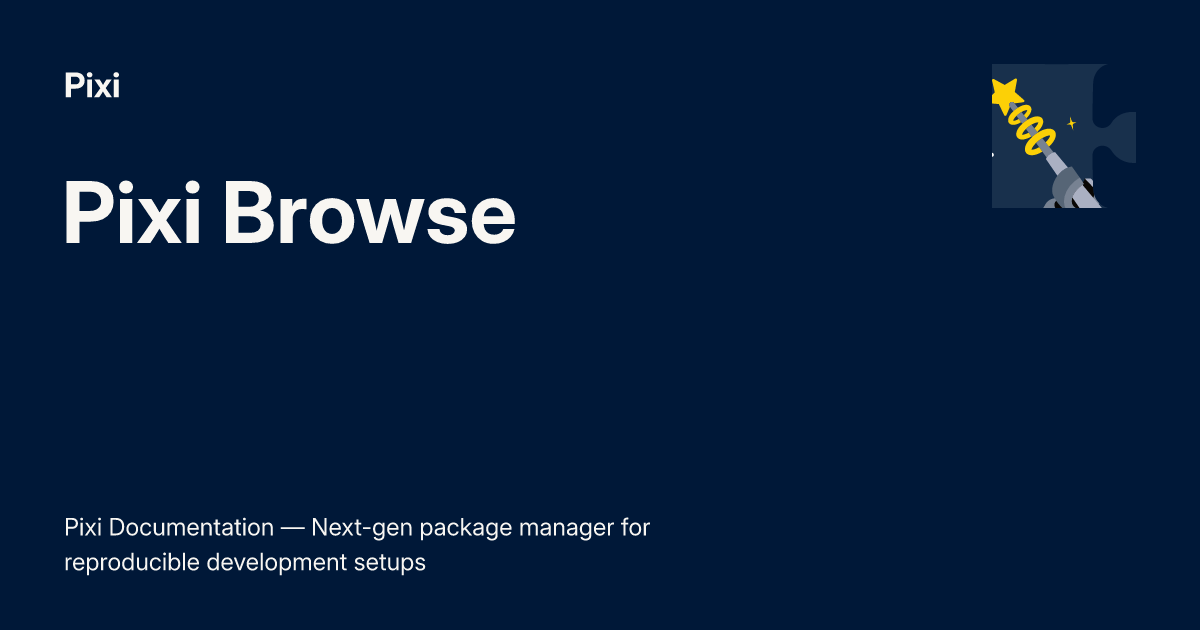 Pixi
Pixi Browse
Pixi Documentation — Next-gen package manager for
reproducible development setups